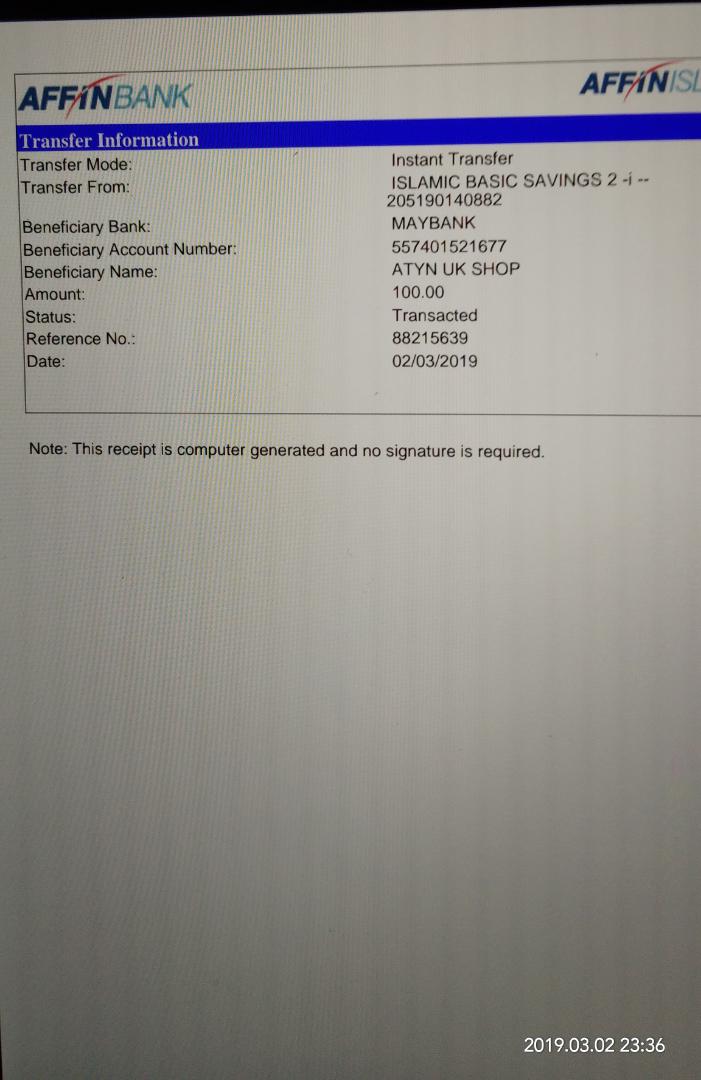 AFFINBANK
AFFINISL
Transfer Information
Transfer Mode: Instant Transfer
Transfer From: ISLAMIC BASIC SAVINGS 2 -i --
205190140882
Beneficiary Bank: MAYBANK
Beneficiary Account Number: 557401521677
Beneficiary Name: ATYN UK SHOP
Amount: 100.00
Status: Transacted
Reference No.: 88215639
Date: 02/03/2019
Note: This receipt is computer generated and no signature is required.
2019.03.02 23:36